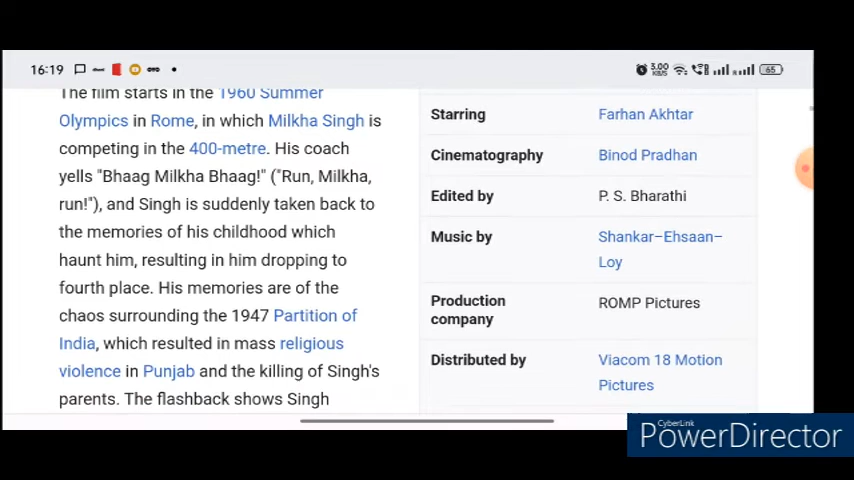 16:19
3.00 KB/S
65
The film starts in the 1960 Summer
Olympics in Rome, in which Milkha Singh is
competing in the 400-metre. His coach
yells "Bhaag Milkha Bhaag!" ("Run, Milkha,
run!"), and Singh is suddenly taken back to
the memories of his childhood which
haunt him, resulting in him dropping to
fourth place. His memories are of the
chaos surrounding the 1947 Partition of
India, which resulted in mass religious
violence in Punjab and the killing of Singh's
parents. The flashback shows Singh
Starring Farhan Akhtar
Cinematography Binod Pradhan
Edited by P. S. Bharathi
Music by Shankar–Ehsaan–
Loy
Production
company
ROMP Pictures
Distributed by Viacom 18 Motion
Pictures
CyberLink
PowerDirector